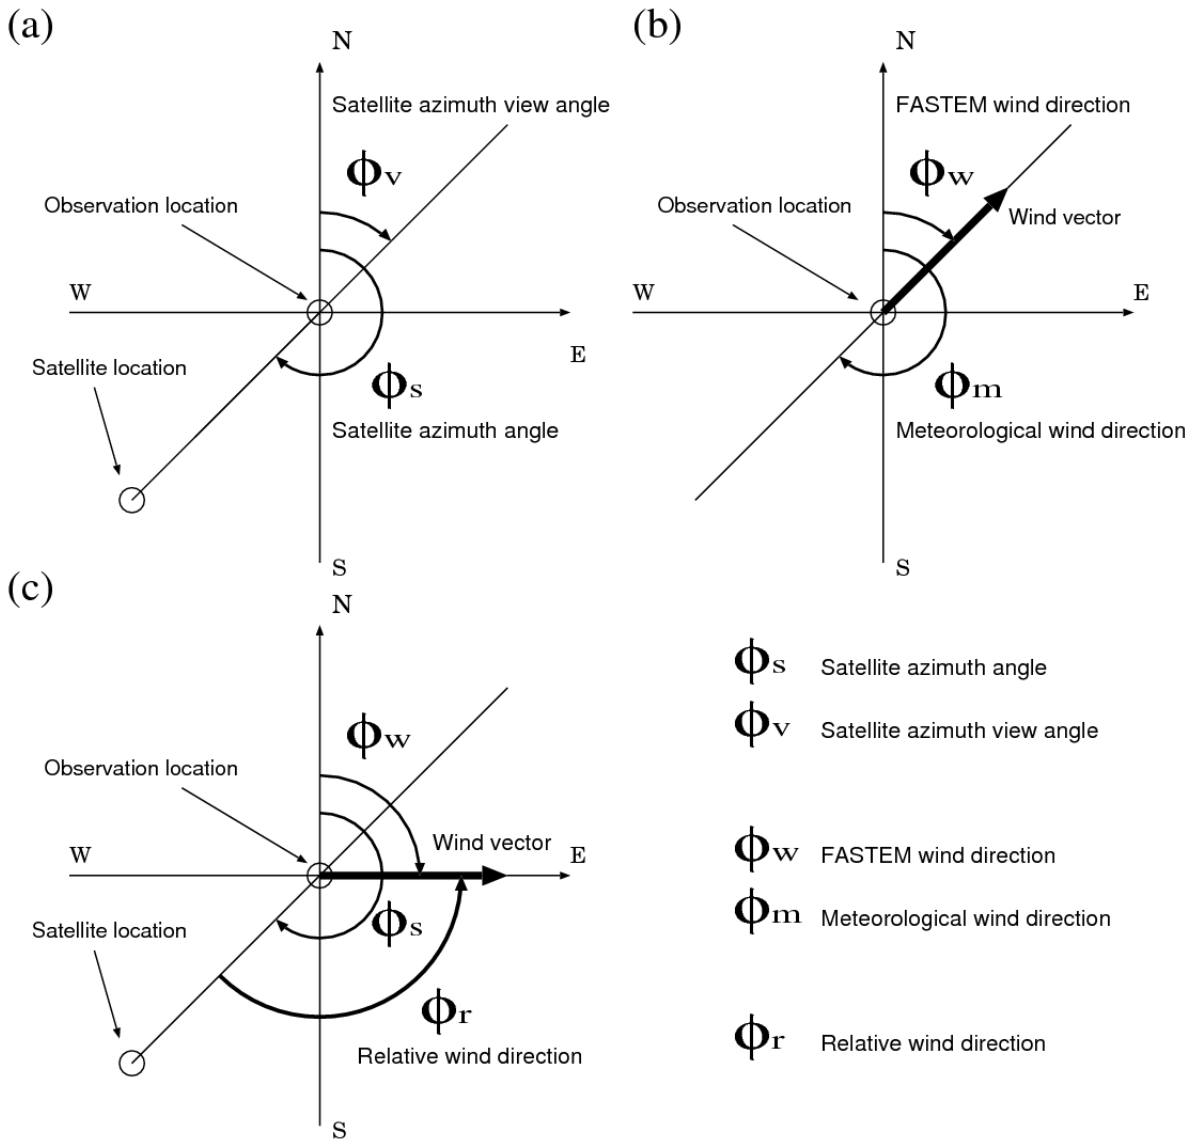 (a)
N
Satellite azimuth view angle
ϕv
Observation location
W
E
Satellite location
ϕs
Satellite azimuth angle
S
(b)
N
FASTEM wind direction
ϕw
Observation location
Wind vector
W
E
ϕm
Meteorological wind direction
S
(c)
N
ϕw
Observation location
Wind vector
W
E
Satellite location
ϕs
ϕr
Relative wind direction
S
ϕs Satellite azimuth angle
ϕv Satellite azimuth view angle
ϕw FASTEM wind direction
ϕm Meteorological wind direction
ϕr Relative wind direction